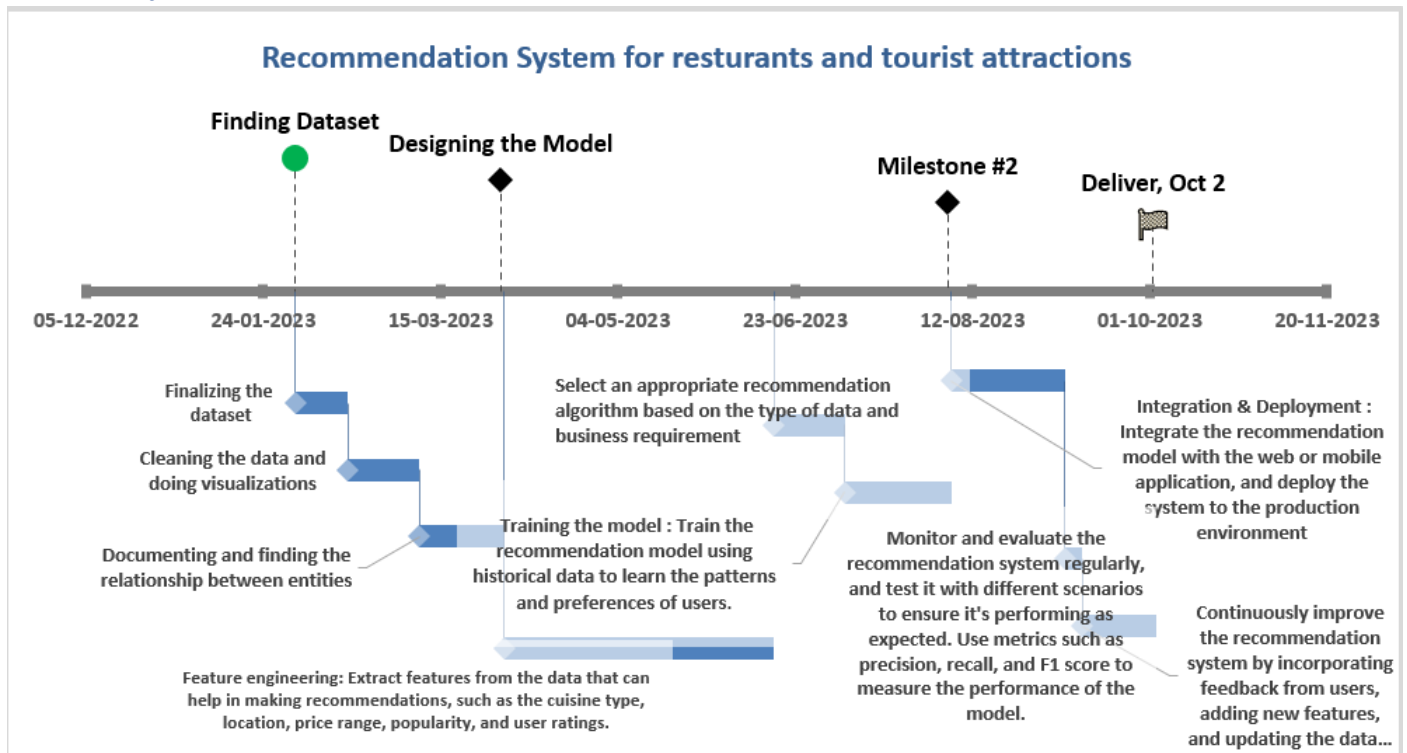 Recommendation System for resturants and tourist attractions
Finding Dataset
Designing the Model
Milestone #2
Deliver, Oct 2
05-12-2022
24-01-2023
15-03-2023
04-05-2023
23-06-2023
12-08-2023
01-10-2023
20-11-2023
Finalizing the
dataset
Cleaning the data and
doing visualizations
Documenting and finding the
relationship between entities
Feature engineering: Extract features from the data that can
help in making recommendations, such as the cuisine type,
location, price range, popularity, and user ratings.
Select an appropriate recommendation
algorithm based on the type of data and
business requirement
Training the model : Train the
recommendation model using
historical data to learn the patterns
and preferences of users.
Integration & Deployment :
Integrate the recommendation
model with the web or mobile
application, and deploy the
system to the production
environment
Monitor and evaluate the
recommendation system regularly,
and test it with different scenarios
to ensure it's performing as
expected. Use metrics such as
precision, recall, and F1 score to
measure the performance of the
model.
Continuously improve
the recommendation
system by incorporating
feedback from users,
adding new features,
and updating the data...